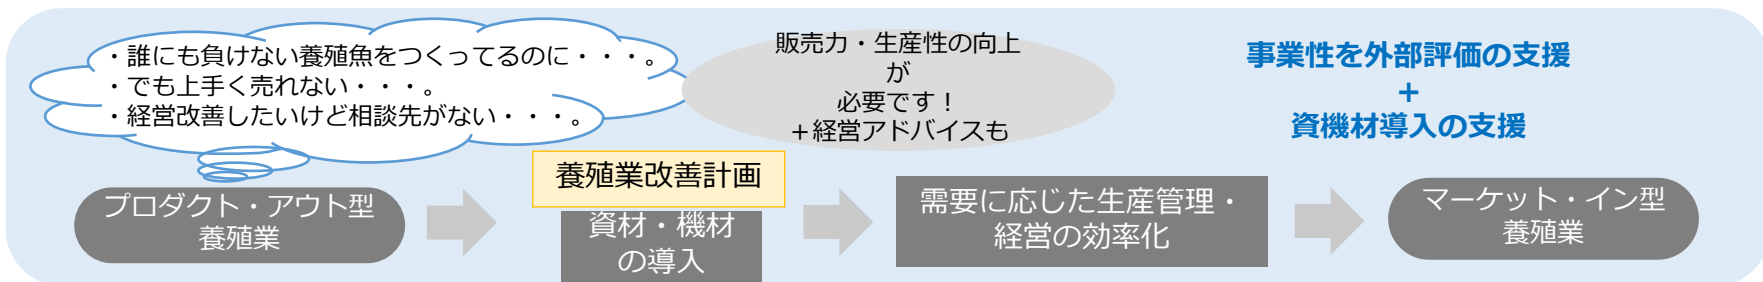 ・誰にも負けない養殖魚をつくってるのに・・・。
・でも上手く売れない・・・。
・経営改善したいけど相談先がない・・・。
販売力・生産性の向上
が
必要です！
＋経営アドバイスも
事業性を外部評価の支援
＋
資機材導入の支援
プロダクト・アウト型
養殖業
養殖業改善計画
資材・機材
の導入
需要に応じた生産管理・
経営の効率化
マーケット・イン型
養殖業